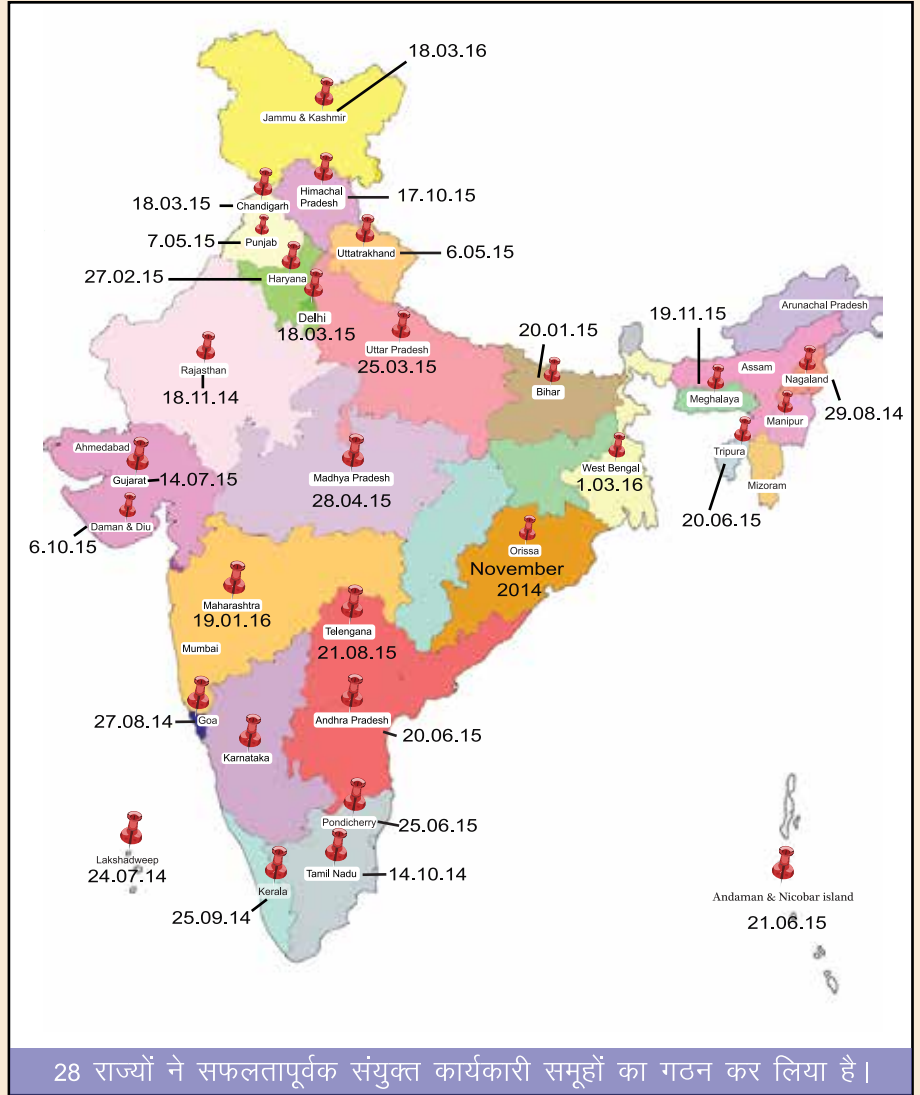 18.03.16
Jammu & Kashmir
Himachal
Pradesh
17.10.15
18.03.15
Chandigarh
7.05.15
Punjab
Uttatrakhand
6.05.15
27.02.15
Haryana
Delhi
18.03.15
Uttar Pradesh
25.03.15
Rajasthan
18.11.14
20.01.15
Bihar
19.11.15
Arunachal Pradesh
Assam
Nagaland
29.08.14
Meghalaya
Manipur
Tripura
20.06.15
Mizoram
Ahmedabad
Gujarat
14.07.15
Daman & Diu
6.10.15
Madhya Pradesh
28.04.15
West Bengal
1.03.16
Orissa
November
2014
Maharashtra
19.01.16
Mumbai
Telengana
21.08.15
27.08.14
Goa
Karnataka
Andhra Pradesh
20.06.15
Pondicherry
25.06.15
Lakshadweep
24.07.14
Kerala
25.09.14
Tamil Nadu
14.10.14
Andaman & Nicobar island
21.06.15
28 राज्यों ने सफलतापूर्वक संयुक्त कार्यकारी समूहों का गठन कर लिया है।